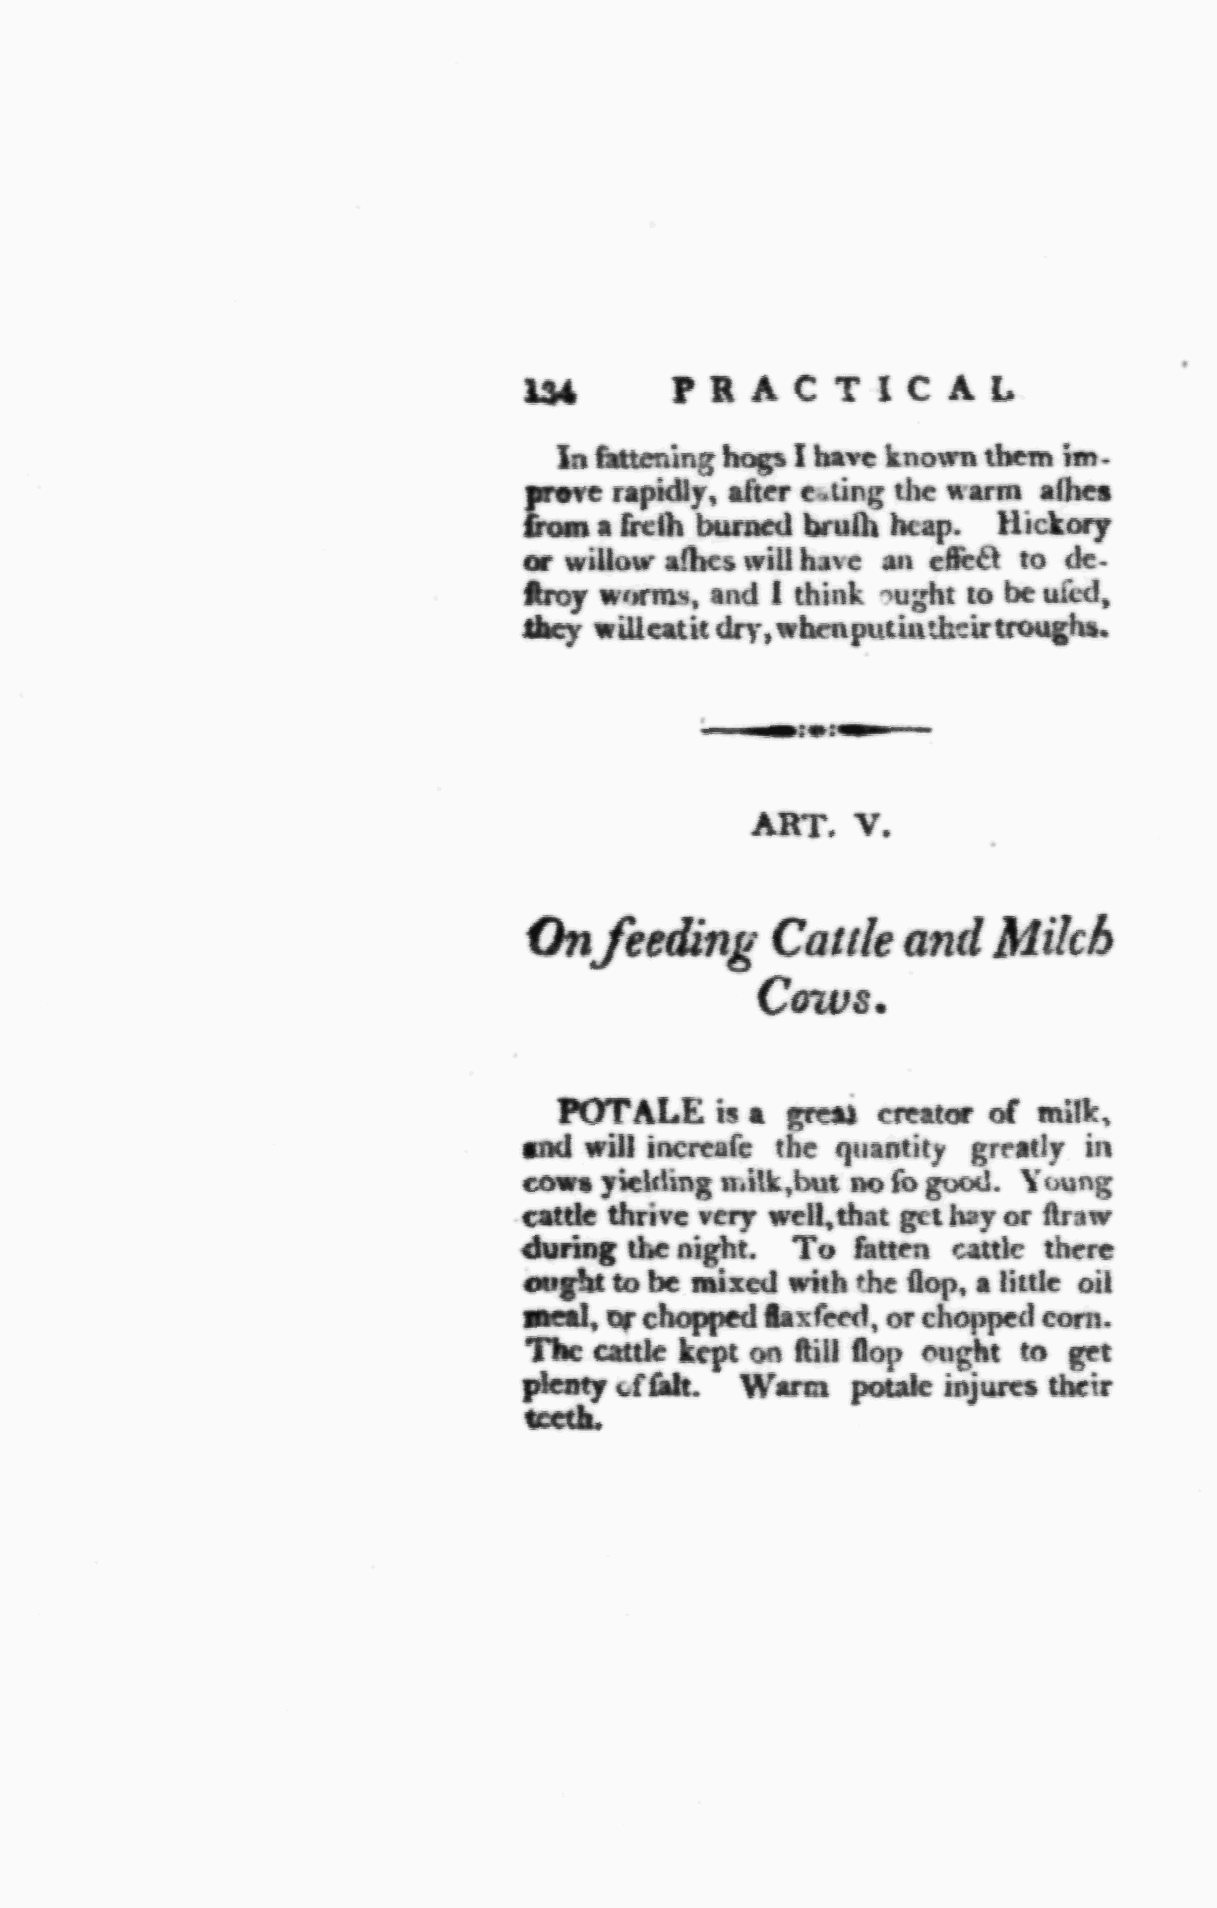 134 PRACTICAL
In fattening hogs I have known them im-
prove rapidly, after eating the warm aſhes
from a freſh burned bruſh heap. Hickory
or willow aſhes will have an effect to de-
ſtroy worms, and I think ought to be uſed,
they will eat it dry, when put in their troughs.
ART. V.
On feeding Cattle and Milch
Cows.
POTALE is a great creator of milk,
and will increaſe the quantity greatly in
cows yielding milk, but no ſo good. Young
cattle thrive very well, that get hay or ſtraw
during the night. To fatten cattle there
ought to be mixed with the ſlop, a little oil
meal, or chopped flaxſeed, or chopped corn.
The cattle kept on ſtill ſlop ought to get
plenty of ſalt. Warm potale injures their
teeth.